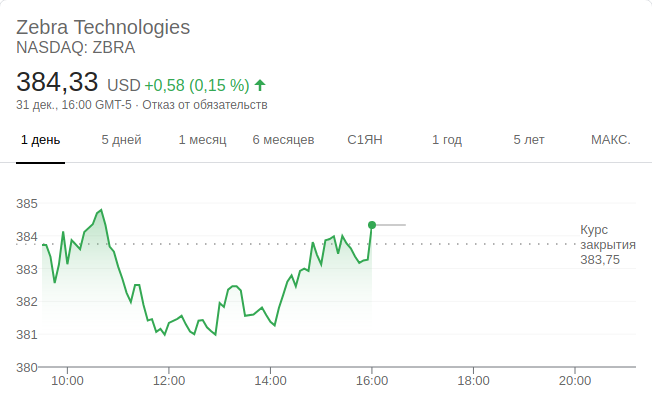 Zebra Technologies
NASDAQ: ZBRA
384,33 USD +0,58 (0,15 %)
31 дек., 16:00 GMT-5 · Отказ от обязательств
1 день 5 дней 1 месяц 6 месяцев С1ЯН 1 год 5 лет МАКС.
385
384
383
382
381
380
Курс
закрытия
383,75
10:00 12:00 14:00 16:00 18:00 20:00